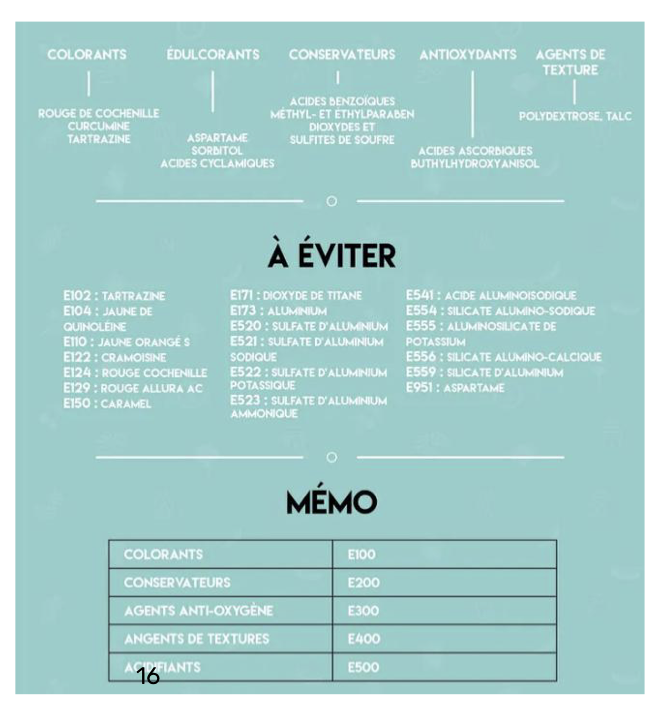 COLORANTS
ÉDULCORANTS
CONSERVATEURS
ANTIOXYDANTS
AGENTS DE
TEXTURE
ROUGE DE COCHENILLE
CURCUMINE
TARTRAZINE
ASPARTAME
SORBITOL
ACIDES CYCLAMIQUES
ACIDES BENZOÏQUES
MÉTHYL- ET ETHYLPARABEN
DIOXYDES ET
SULFITES DE SOUFRE
ACIDES ASCORBIQUES
BUTHYLHYDROXYANISOL
POLYDEXTROSE, TALC
À ÉVITER
E102 : TARTRAZINE
E104 : JAUNE DE
QUINOLÉINE
E110 : JAUNE ORANGÉ S
E122 : CRAMOISINE
E124 : ROUGE COCHENILLE
E129 : ROUGE ALLURA AC
E150 : CARAMEL
E171 : DIOXYDE DE TITANE
E173 : ALUMINIUM
E520 : SULFATE D'ALUMINIUM
E521 : SULFATE D'ALUMINIUM
SODIQUE
E522 : SULFATE D'ALUMINIUM
POTASSIQUE
E523 : SULFATE D'ALUMINIUM
AMMONIQUE
E541 : ACIDE ALUMINOISODIQUE
E554 : SILICATE ALUMINO-SODIQUE
E555 : ALUMINOSILICATE DE
POTASSIUM
E556 : SILICATE ALUMINO-CALCIQUE
E559 : SILICATE D'ALUMINIUM
E951 : ASPARTAME
MÉMO
COLORANTS E100
CONSERVATEURS E200
AGENTS ANTI-OXYGÈNE E300
ANGENTS DE TEXTURES E400
ACIDIFIANTS E500
16